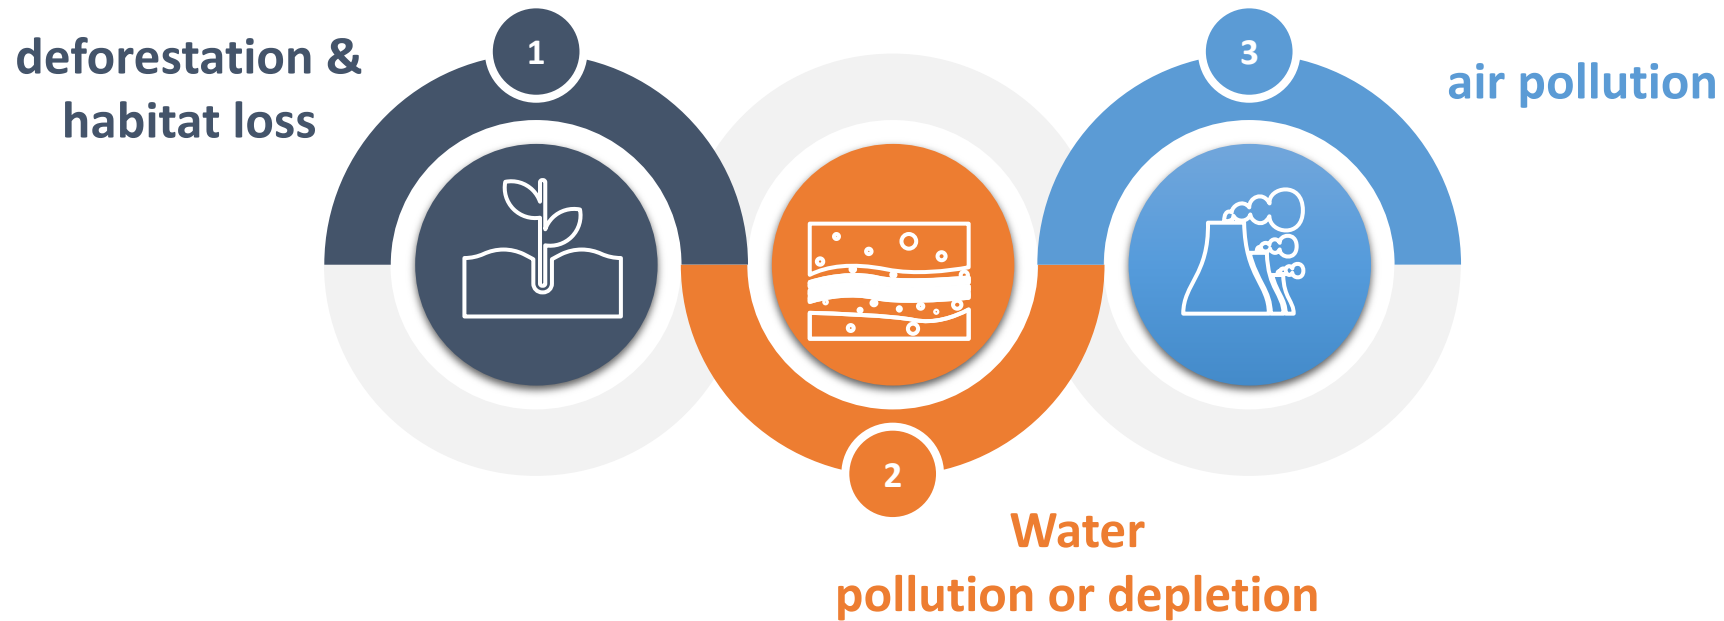 1
deforestation &
habitat loss
2
Water
pollution or depletion
3
air pollution